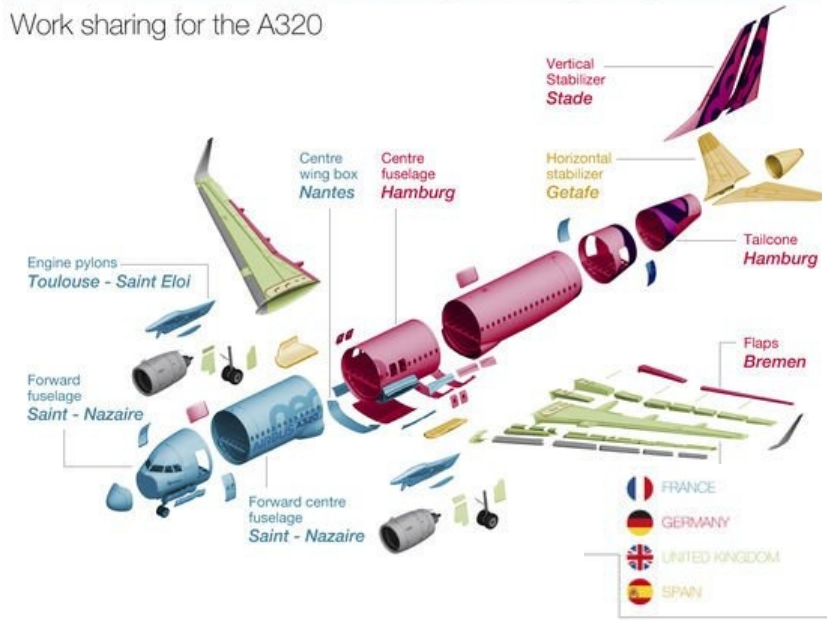 Work sharing for the A320
Vertical
Stabilizer
Stade
Centre
wing box
Nantes
Centre
fuselage
Hamburg
Horizontal
stabilizer
Getafe
Engine pylons
Toulouse - Saint Eloi
Tailcone
Hamburg
Flaps
Bremen
Forward
fuselage
Saint - Nazaire
AIRBUS A320
Forward centre
fuselage
Saint - Nazaire
FRANCE
GERMANY
UNITED KINGDOM
SPAIN